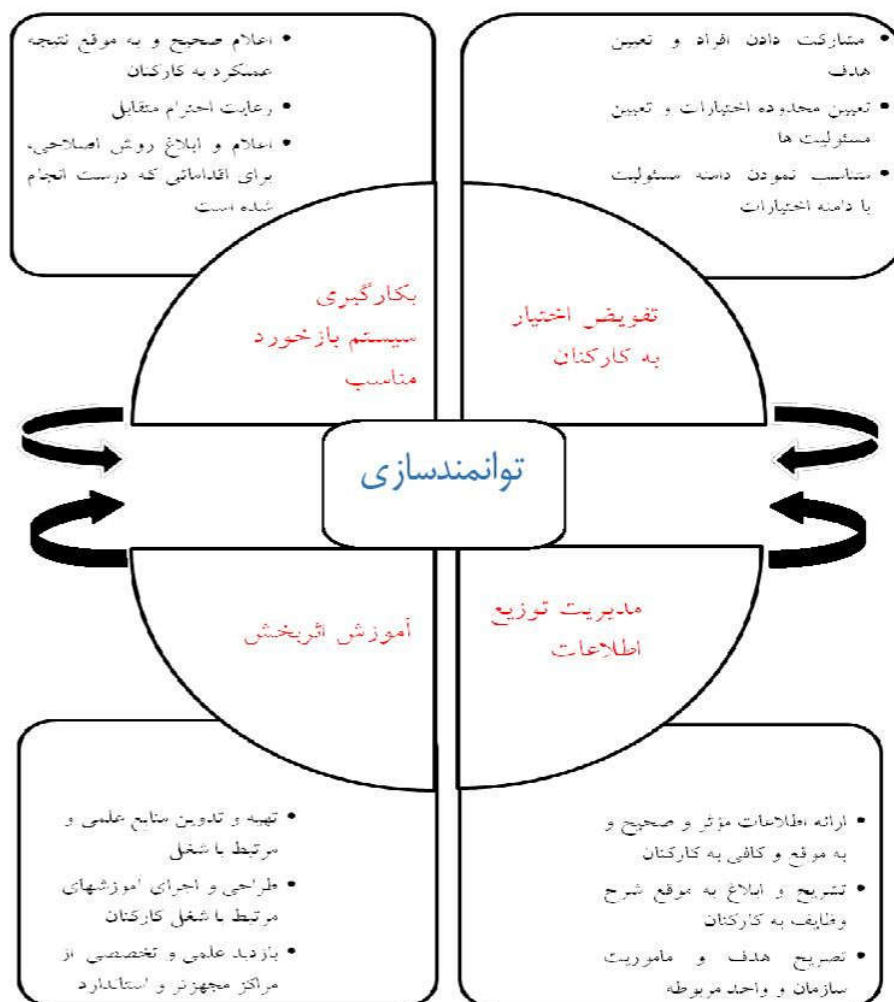 • مشارکت دادن افراد و تعیین
هدف
• تعیین محدوده اختیارات و تعیین
مسئولیت ها
• متناسب نمودن دامنه مسئولیت
با دامنه اختیارات
• اعلام صحیح و به موقع نتیجه
عملکرد به کارکنان
• رعایت احترام متقابل
• اعلام و ابلاغ روش اصلاحی،
برای اقداماتی که درست انجام
شده است
تفویض اختیار
به کارکنان
بکارگیری
سیستم بازخورد
مناسب
توانمندسازی
مدیریت توزیع
اطلاعات
آموزش اثربخش
• ارائه اطلاعات مؤثر و صحیح و
به موقع و کافی به کارکنان
• تشریح و ابلاغ به موقع شرح
وظایف به کارکنان
• تصریح هدف و ماموریت
سازمان و واحد مربوطه
• تهیه و تدوین منابع علمی و
مرتبط با شغل
• طراحی و اجرای آموزشهای
مرتبط با شغل کارکنان
• بازدید علمی و تخصصی از
مراکز مجهزتر و استاندارد